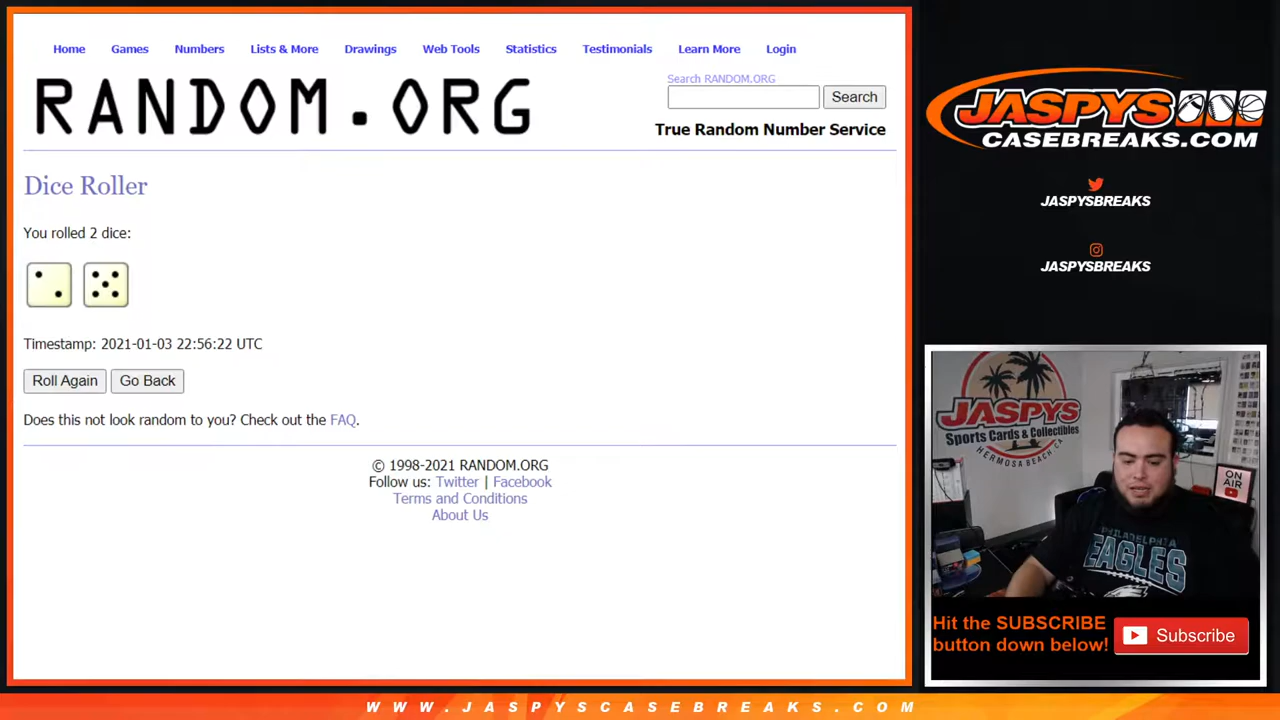 Home Games Numbers Lists & More Drawings Web Tools Statistics Testimonials Learn More Login
RANDOM.ORG
Search RANDOM.ORG
Search
True Random Number Service
Dice Roller
You rolled 2 dice:
Timestamp: 2021-01-03 22:56:22 UTC
Roll Again Go Back
Does this not look random to you? Check out the FAQ.
© 1998-2021 RANDOM.ORG
Follow us: Twitter | Facebook
Terms and Conditions
About Us
JASPYS
CASEBREAKS.COM
JASPYSBREAKS
JASPYSBREAKS
JASPYS
Sports Cards & Collectibles
HERMOSA BEACH CA
ON
AIR
PHILADELPHIA
EAGLES
Hit the SUBSCRIBE
button down below!
Subscribe
WWW.JASPYSCASEBREAKS.COM